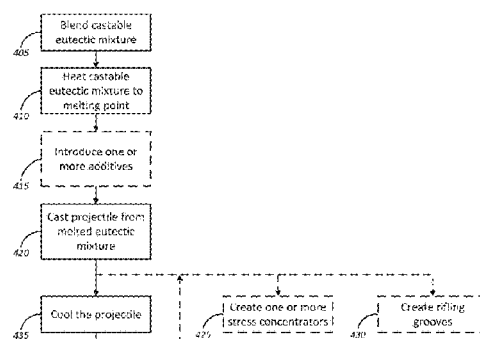 Blend castable
eutectic mixture
405
Heat castable
eutectic mixture to
melting point
410
Introduce one or
more additives
415
Cast projectile from
melted eutectic
mixture
420
Cool the projectile
435
Create one or more
stress concentrators
425
Create rifling
grooves
430